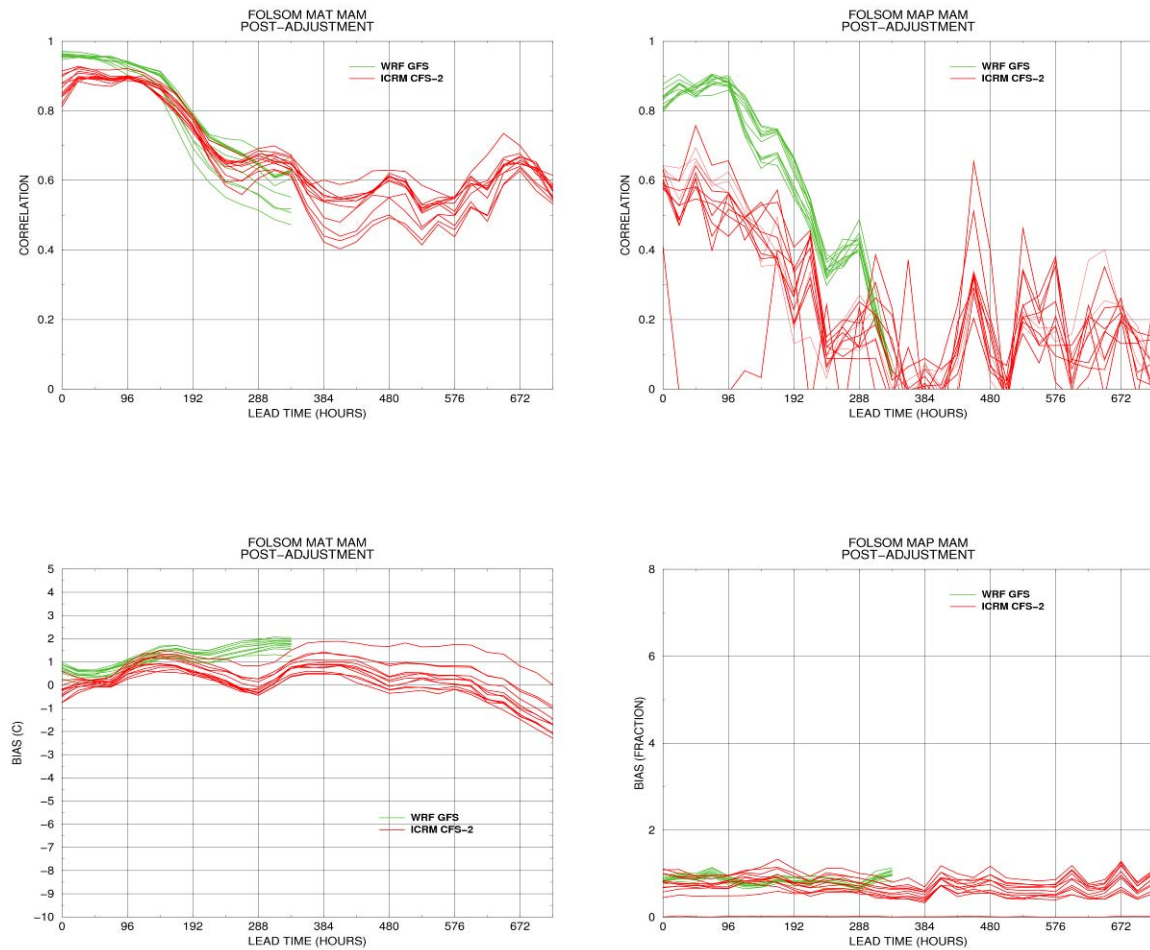 FOLSOM MAT MAM
POST-ADJUSTMENT
1
0.8
0.6
0.4
0.2
0
CORRELATION
WRF GFS
ICRM CFS-2
0 96 192 288 384 480 576 672
LEAD TIME (HOURS)
FOLSOM MAP MAM
POST-ADJUSTMENT
1
0.8
0.6
0.4
0.2
0
CORRELATION
WRF GFS
ICRM CFS-2
0 96 192 288 384 480 576 672
LEAD TIME (HOURS)
FOLSOM MAT MAM
POST-ADJUSTMENT
5
4
3
2
1
0
-1
-2
-3
-4
-5
-6
-7
-8
-9
-10
BIAS (C)
WRF GFS
ICRM CFS-2
0 96 192 288 384 480 576 672
LEAD TIME (HOURS)
FOLSOM MAP MAM
POST-ADJUSTMENT
8
6
4
2
0
BIAS (FRACTION)
WRF GFS
ICRM CFS-2
0 96 192 288 384 480 576 672
LEAD TIME (HOURS)